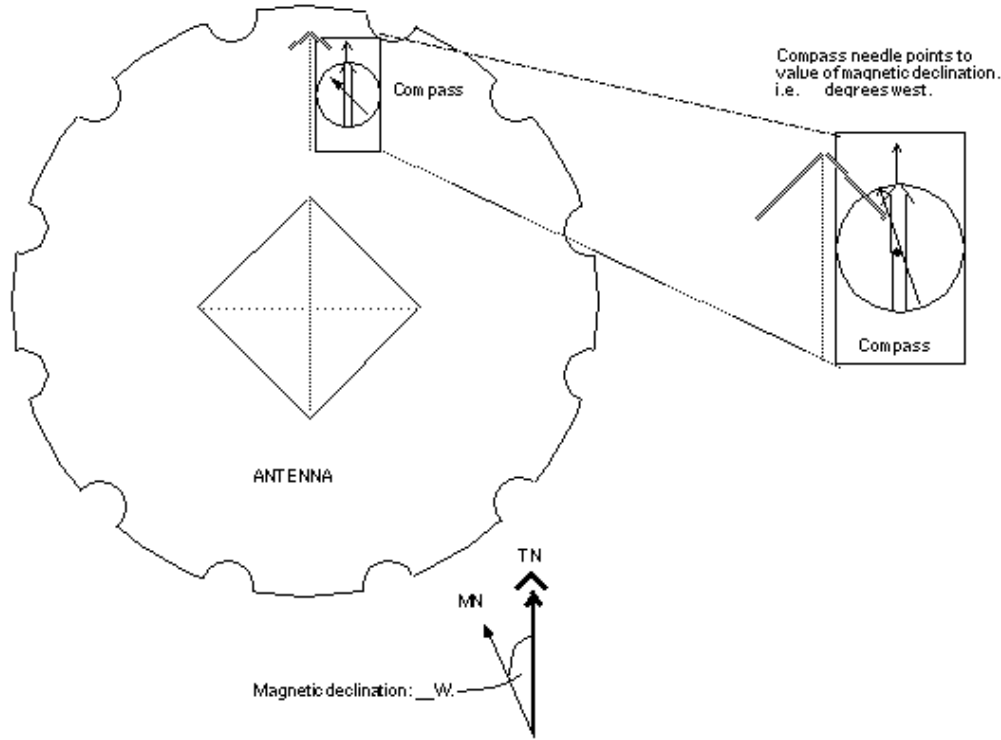 Compass
Compass needle points to
value of magnetic declination.
i.e. degrees west.
Compass
ANTENNA
TN
MN
Magnetic declination: __W.